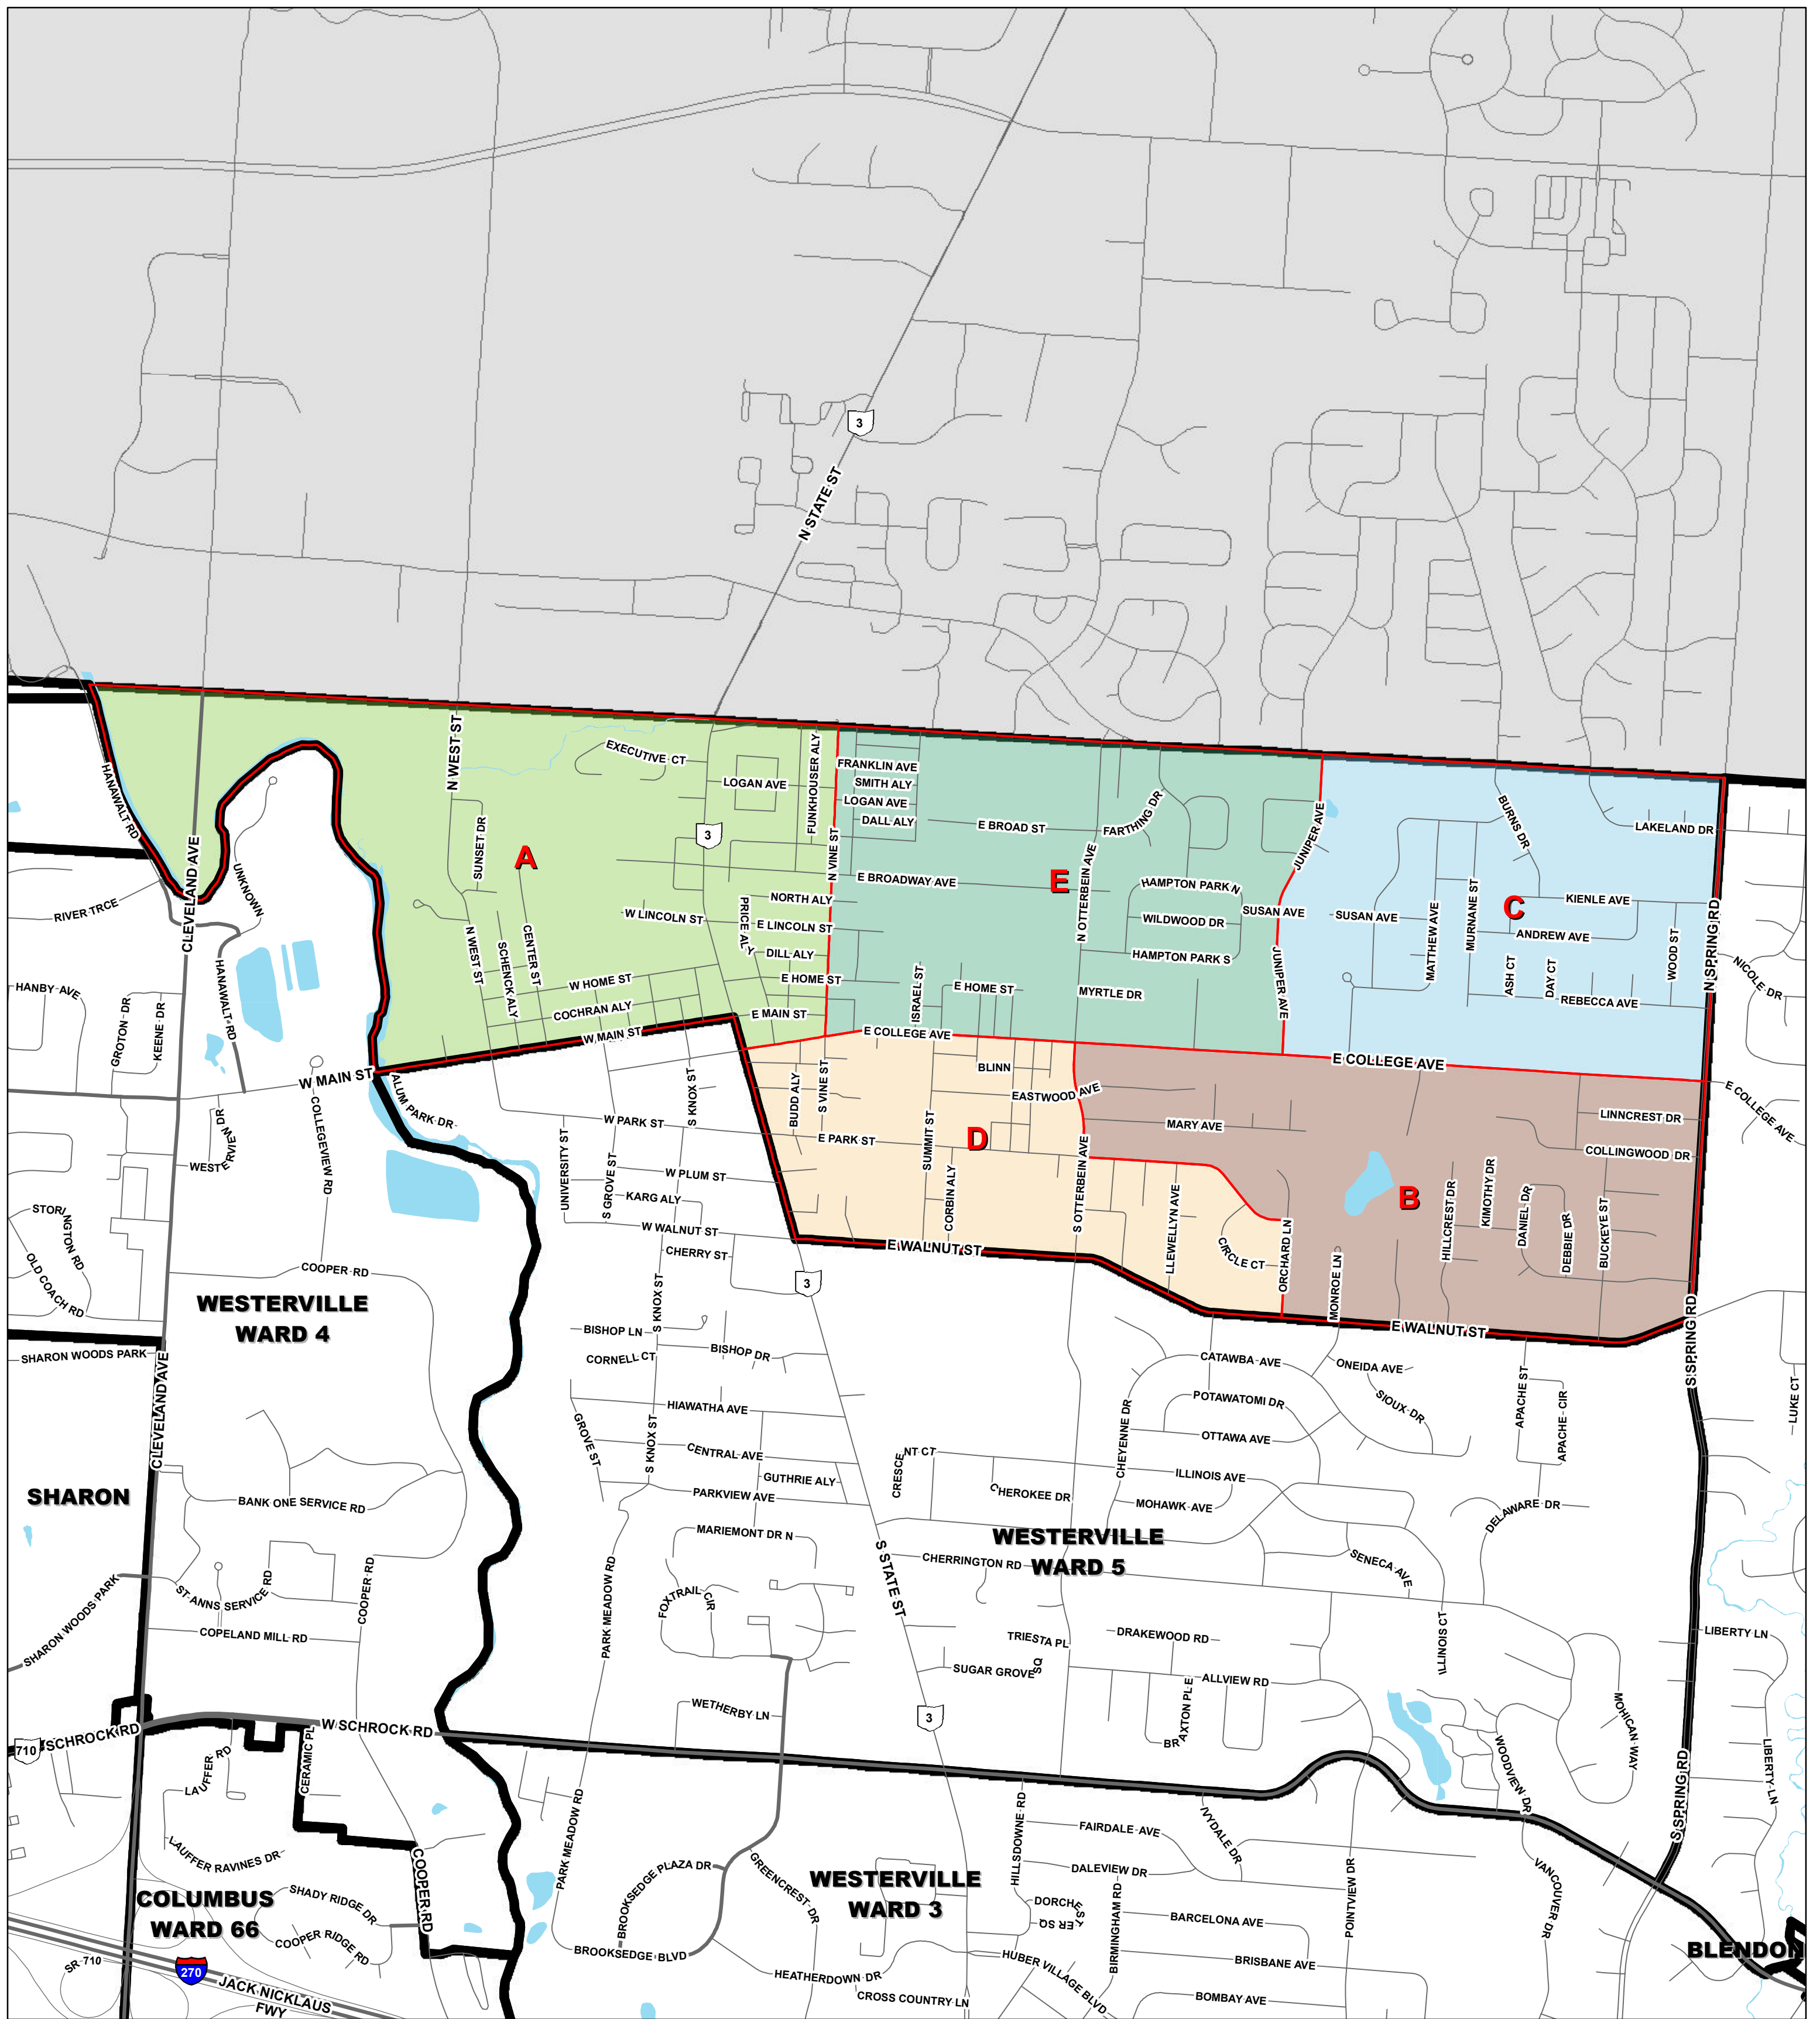 3
N STATE ST
N WEST ST
EXECUTIVE CT
LOGAN AVE
FUNKHOUSER ALY
FRANKLIN AVE
SMITH ALY
LOGAN AVE
DALL ALY
HANAWALT RD
SUNSET DR
A
3
N VINE ST
E BROAD ST
FARTHING DR
JUNIPER AVE
BURNS DR
LAKELAND DR
CLEVELAND AVE
UNKNOWN
E BROADWAY AVE
E
N OTTERBEIN AVE
HAMPTON PARK N
NORTH ALY
PRICE ALY
W LINCOLN ST
E LINCOLN ST
WILDWOOD DR
SUSAN AVE
SUSAN AVE
C
KIENLE AVE
RIVER TRCE
N WEST ST
SCHENCK ALY
CENTER ST
DILL ALY
HAMPTON PARK S
MATTHEW AVE
MURNANE ST
ANDREW AVE
WOOD ST
N SPRING RD
NICOLE DR
HANBY AVE
GROTON DR
KEENE DR
HANAWALT RD
W HOME ST
E HOME ST
ISRAEL ST
E HOME ST
MYRTLE DR
JUNIPER AVE
ASH CT
DAY CT
REBECCA AVE
COCHRAN ALY
E MAIN ST
W MAIN ST
E COLLEGE AVE
E COLLEGE AVE
W MAIN ST
ALUM PARK DR
S KNOX ST
BUDD ALY
S VINE ST
BLINN
EASTWOOD AVE
E COLLEGE AVE
LINNCREST DR
WESTERVIEW DR
COLLEGEVIEW RD
UNIVERSITY ST
W PARK ST
E PARK ST
SUMMIT ST
D
MARY AVE
COLLINGWOOD DR
S GROVE ST
W PLUM ST
KARG ALY
CORBIN ALY
S OTTERBEIN AVE
LLEWELLYN AVE
B
HILLCREST DR
KIMOTHY DR
DANIEL DR
DEBBIE DR
BUCKEYE ST
STORINGTON RD
OLD COACH RD
W WALNUT ST
CHERRY ST
E WALNUT ST
CIRCLE CT
ORCHARD LN
MONROE LN
COOPER RD
3
WESTERVILLE
WARD 4
S KNOX ST
E WALNUT ST
S SPRING RD
SHARON WOODS PARK
BISHOP LN
BISHOP DR
CORNELL CT
CATAWBA AVE
ONEIDA AVE
CLEVELAND AVE
HIAWATHA AVE
POTAWATOMI DR
SIOUX DR
APACHE ST
APACHE CIR
LUKE CT
GROVE ST
S KNOX ST
CENTRAL AVE
GUTHRIE ALY
CRESCENT CT
CHEYENNE DR
OTTAWA AVE
ILLINOIS AVE
SHARON
BANK ONE SERVICE RD
PARKVIEW AVE
CHEROKEE DR
MOHAWK AVE
DELAWARE DR
MARIEMONT DR N
WESTERVILLE
WARD 5
S STATE ST
CHERRINGTON RD
SENECA AVE
SHARON WOODS PARK
ST ANNS SERVICE RD
COOPER RD
PARK MEADOW RD
FOXTRAIL CIR
COPELAND MILL RD
TRIESTA PL
DRAKEWOOD RD
ILLINOIS CT
LIBERTY LN
SUGAR GROVE SQ
ALLVIEW RD
BRAXTON PL E
WETHERBY LN
3
MOHICAN WAY
710
SCHROCK RD
W SCHROCK RD
LAUFFER RD
CERAMIC PL
WOODVIEW DR
LIBERTY LN
S SPRING RD
LAUFFER RAVINES DR
PARK MEADOW RD
HILLSDOWNE RD
FAIRDALE AVE
IVYDALE DR
COOPER RD
BROOKSEDGE PLAZA DR
GREENCREST DR
WESTERVILLE
WARD 3
DALEVIEW DR
POINTVIEW DR
VANCOUVER DR
COLUMBUS
WARD 66
SHADY RIDGE DR
COOPER RIDGE RD
DORCHESTER SQ
BIRMINGHAM RD
BARCELONA AVE
BROOKSEDGE BLVD
HUBER VILLAGE BLVD
BRISBANE AVE
BLENDON
SR 710
270
JACK NICKLAUS
FWY
HEATHERDOWN DR
CROSS COUNTRY LN
BOMBAY AVE